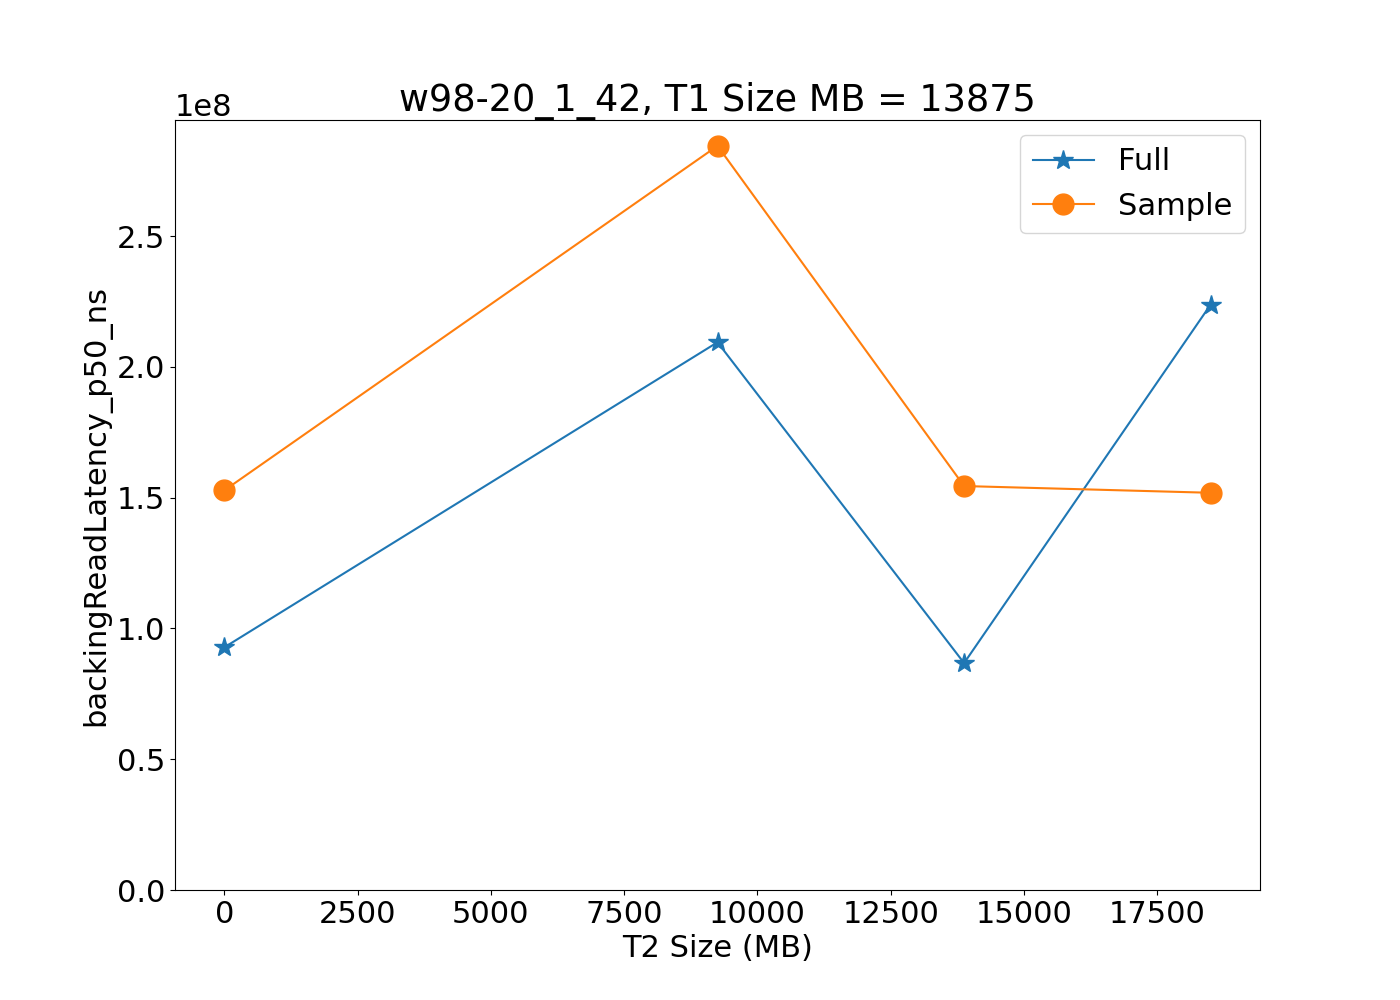 w98-20_1_42, T1 Size MB = 13875
1e8
Full
Sample
2.5
2.0
1.5
1.0
0.5
0.0
backingReadLatency_p50_ns
0 2500 5000 7500 10000 12500 15000 17500
T2 Size (MB)